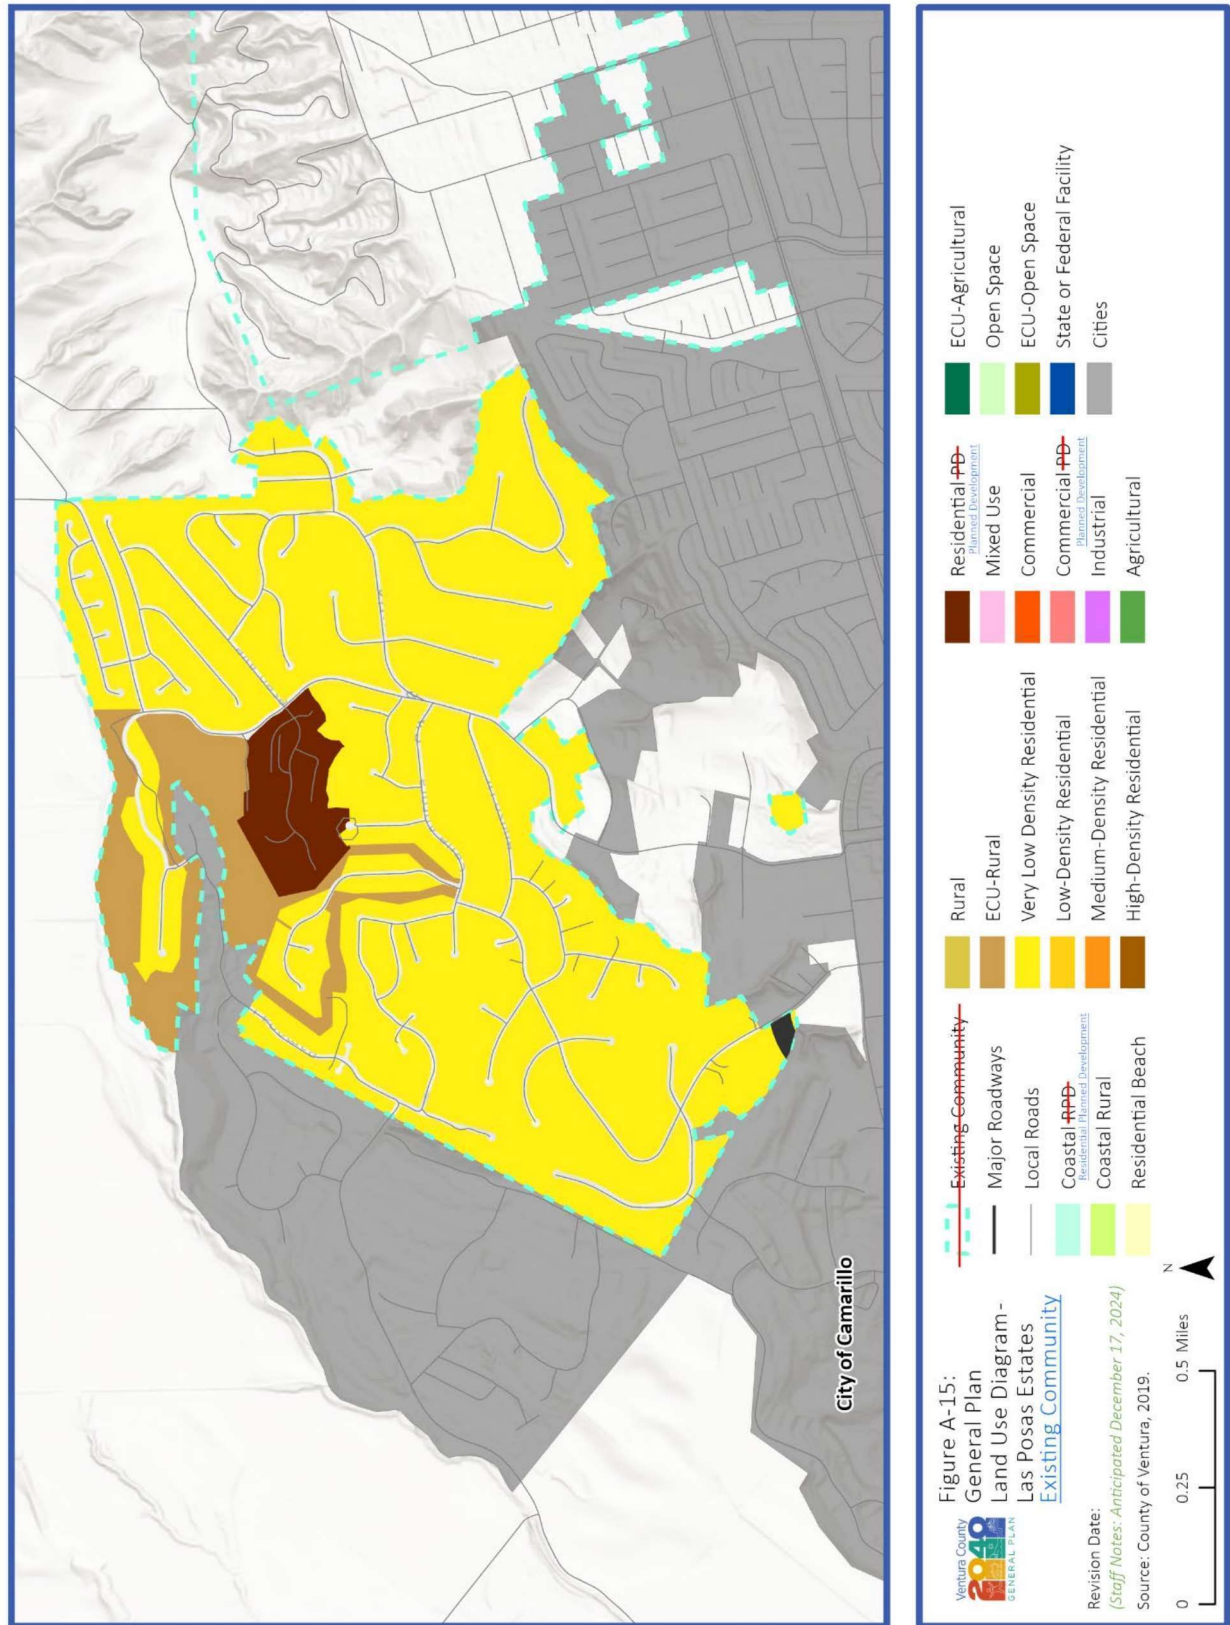 City of Camarillo
Ventura County
2040
GENERAL PLAN
Figure A-15:
General Plan
Land Use Diagram-
Las Posas Estates
Existing Community
Revision Date:
(Staff Notes: Anticipated December 17, 2024)
Source: County of Ventura, 2019.
0 0.25 0.5 Miles
N
Existing Community
Major Roadways
Local Roads
Coastal RPD
Residential Planned Development
Coastal Rural
Residential Beach
Rural
ECU-Rural
Very Low Density Residential
Low-Density Residential
Medium-Density Residential
High-Density Residential
Residential PD
Planned Development
Mixed Use
Commercial
Commercial PD
Planned Development
Industrial
Agricultural
ECU-Agricultural
Open Space
ECU-Open Space
State or Federal Facility
Cities